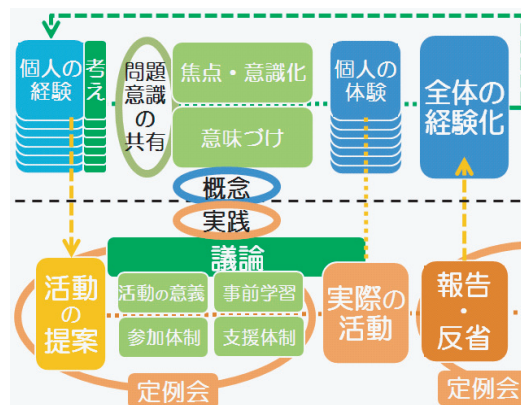 個人の
経験
考え
問題
意識
の
共有
焦点・意識化
意味づけ
個人の
体験
全体の
経験化
概念
実践
議論
活動
の
提案
活動の意義
事前学習
参加体制
支援体制
実際の
活動
報告
・
反省
定例会
定例会